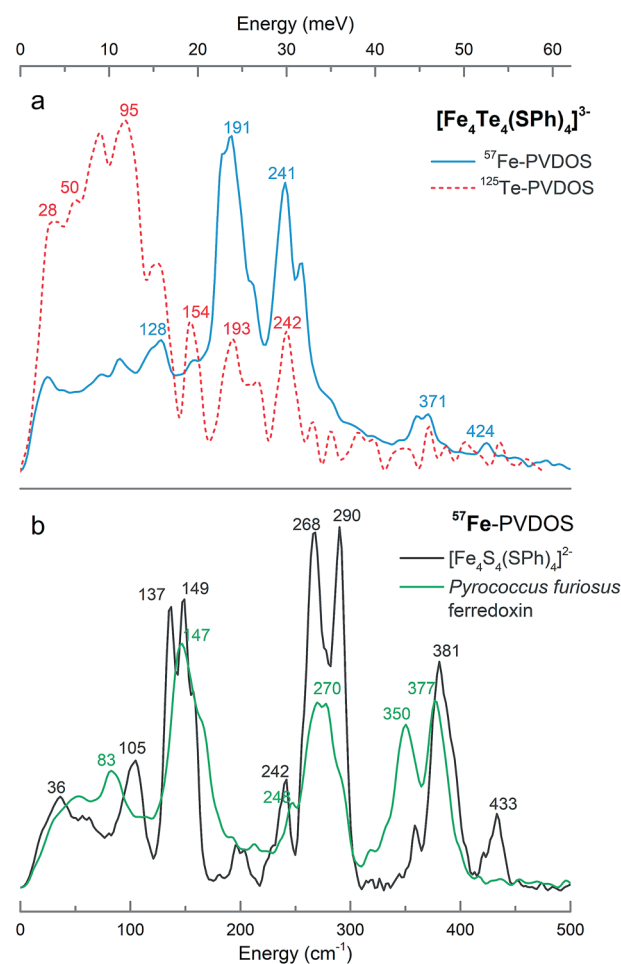 Energy (meV)
0 10 20 30 40 50 60
a
95
[Fe₄Te₄(SPh)₄]³⁻
191
⁵⁷Fe-PVDOS
241
¹²⁵Te-PVDOS
50
28
154
128
193
242
371
424
b
⁵⁷Fe-PVDOS
268
290
[Fe₄S₄(SPh)₄]²⁻
Pyrococcus furiosus
ferredoxin
137
149
147
381
270
377
350
105
83
36
242
248
433
0 100 200 300 400 500
Energy (cm⁻¹)